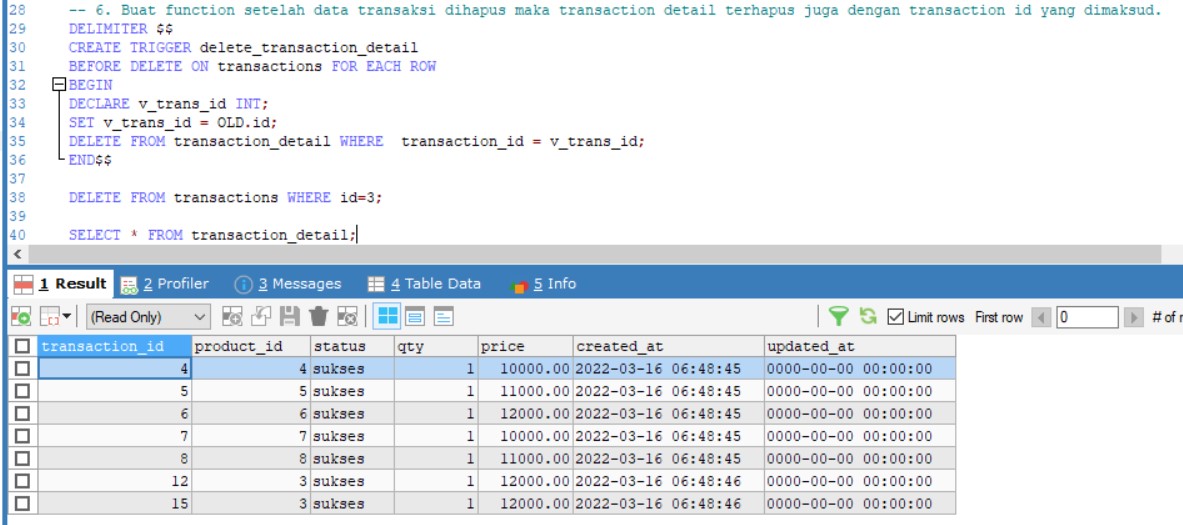 28 -- 6. Buat function setelah data transaksi dihapus maka transaction detail terhapus juga dengan transaction id yang dimaksud.
29 DELIMITER $$
30 CREATE TRIGGER delete_transaction_detail
31 BEFORE DELETE ON transactions FOR EACH ROW
32 BEGIN
33 DECLARE v_trans_id INT;
34 SET v_trans_id = OLD.id;
35 DELETE FROM transaction_detail WHERE  transaction_id = v_trans_id;
36 END$$
37
38 DELETE FROM transactions WHERE id=3;
39
40 SELECT * FROM transaction_detail;
1 Result 2 Profiler 3 Messages 4 Table Data 5 Info
(Read Only) Limit rows First row 0 # of r
transaction_id product_id status qty price created_at updated_at
4 4 sukses 1 10000.00 2022-03-16 06:48:45 0000-00-00 00:00:00
5 5 sukses 1 11000.00 2022-03-16 06:48:45 0000-00-00 00:00:00
6 6 sukses 1 12000.00 2022-03-16 06:48:45 0000-00-00 00:00:00
7 7 sukses 1 10000.00 2022-03-16 06:48:45 0000-00-00 00:00:00
8 8 sukses 1 11000.00 2022-03-16 06:48:45 0000-00-00 00:00:00
12 3 sukses 1 12000.00 2022-03-16 06:48:46 0000-00-00 00:00:00
15 3 sukses 1 12000.00 2022-03-16 06:48:46 0000-00-00 00:00:00